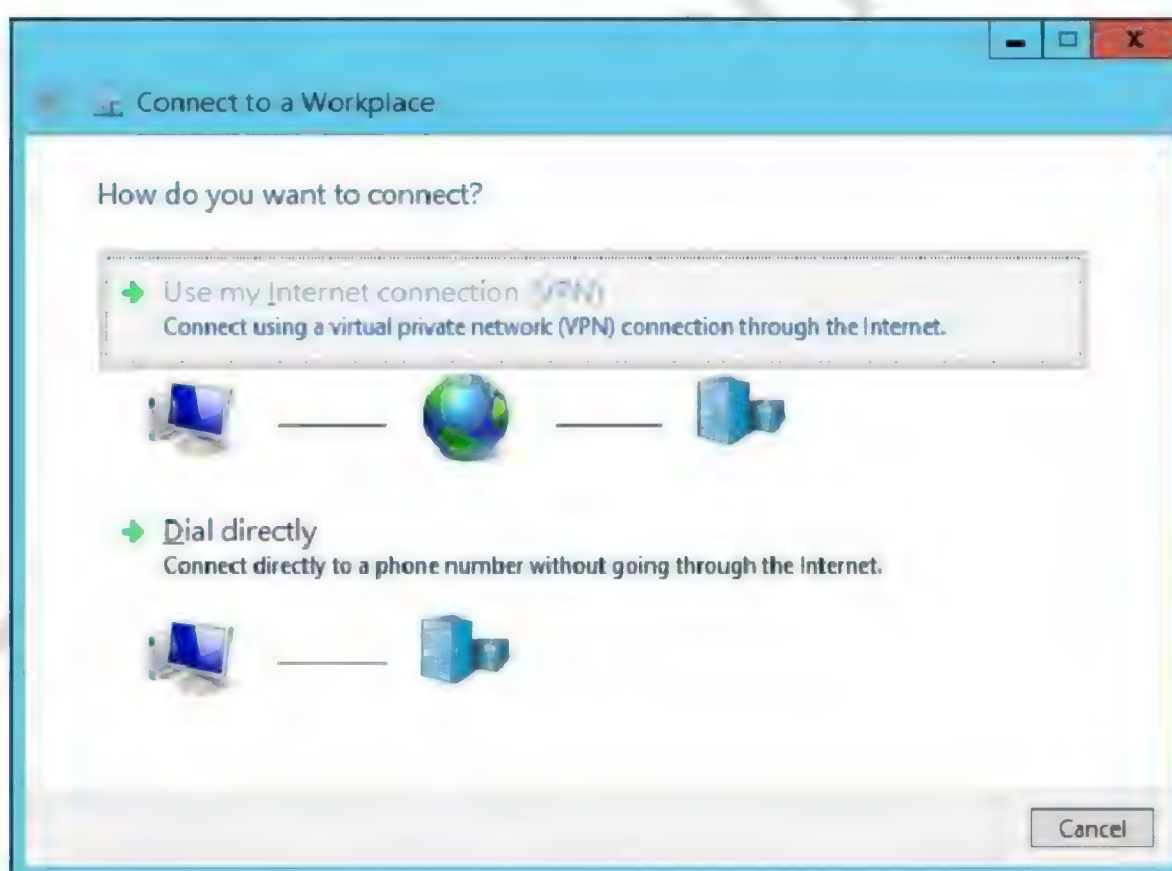 Connect to a Workplace
How do you want to connect?
Use my Internet connection (VPN)
Connect using a virtual private network (VPN) connection through the Internet.
Dial directly
Connect directly to a phone number without going through the Internet.
Cancel